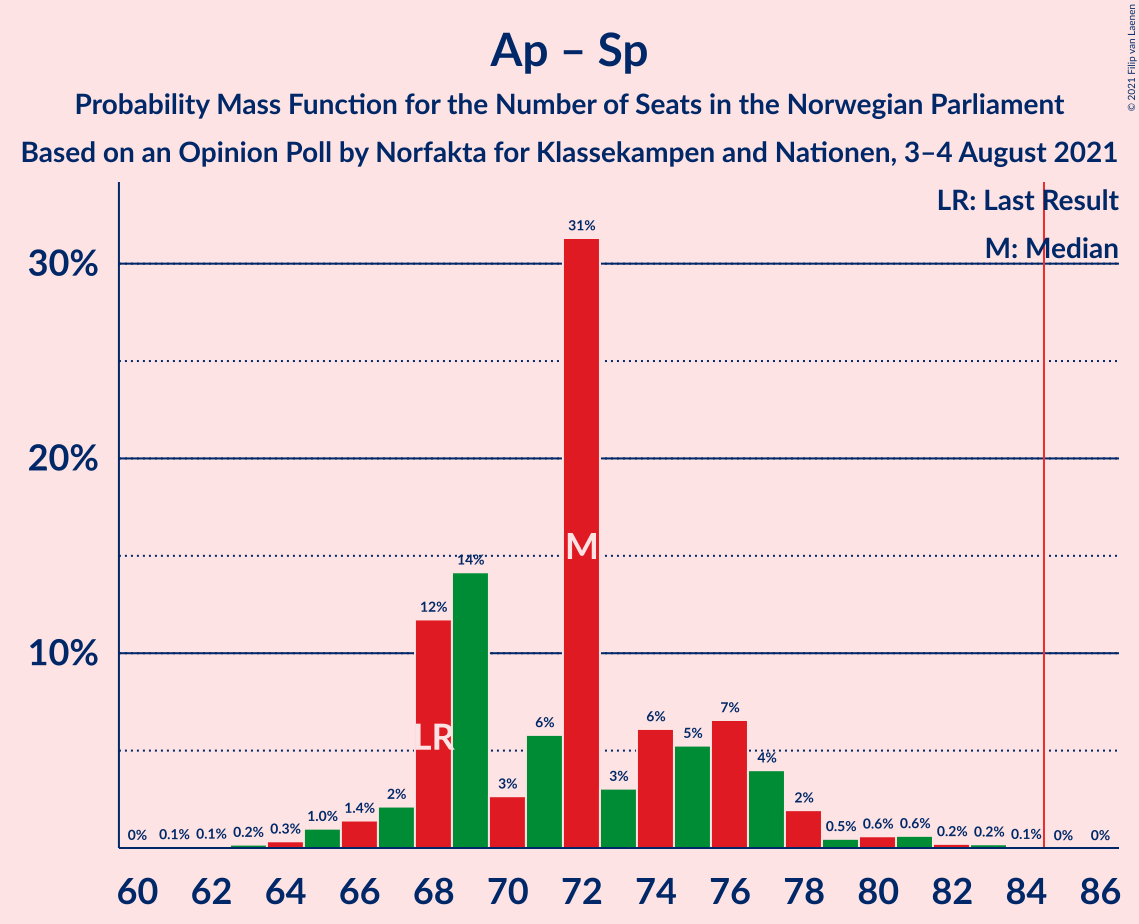 Ap – Sp
Probability Mass Function for the Number of Seats in the Norwegian Parliament
Based on an Opinion Poll by Norfakta for Klassekampen and Nationen, 3–4 August 2021
© 2021 Filip van Laenen
LR: Last Result
M: Median
30%
20%
10%
0% 0.1% 0.1% 0.2% 0.3% 1.0% 1.4% 2% 12% 14% 3% 6% 31% 3% 6% 5% 7% 4% 2% 0.5% 0.6% 0.6% 0.2% 0.2% 0.1% 0% 0%
LR
M
60 62 64 66 68 70 72 74 76 78 80 82 84 86